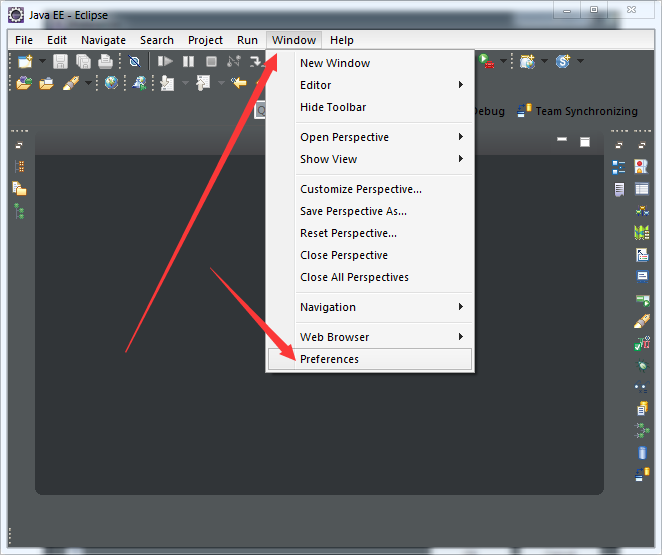 Java EE - Eclipse
File Edit Navigate Search Project Run Window Help
New Window
Editor
Hide Toolbar
Debug Team Synchronizing
Open Perspective
Show View
Customize Perspective...
Save Perspective As...
Reset Perspective...
Close Perspective
Close All Perspectives
Navigation
Web Browser
Preferences